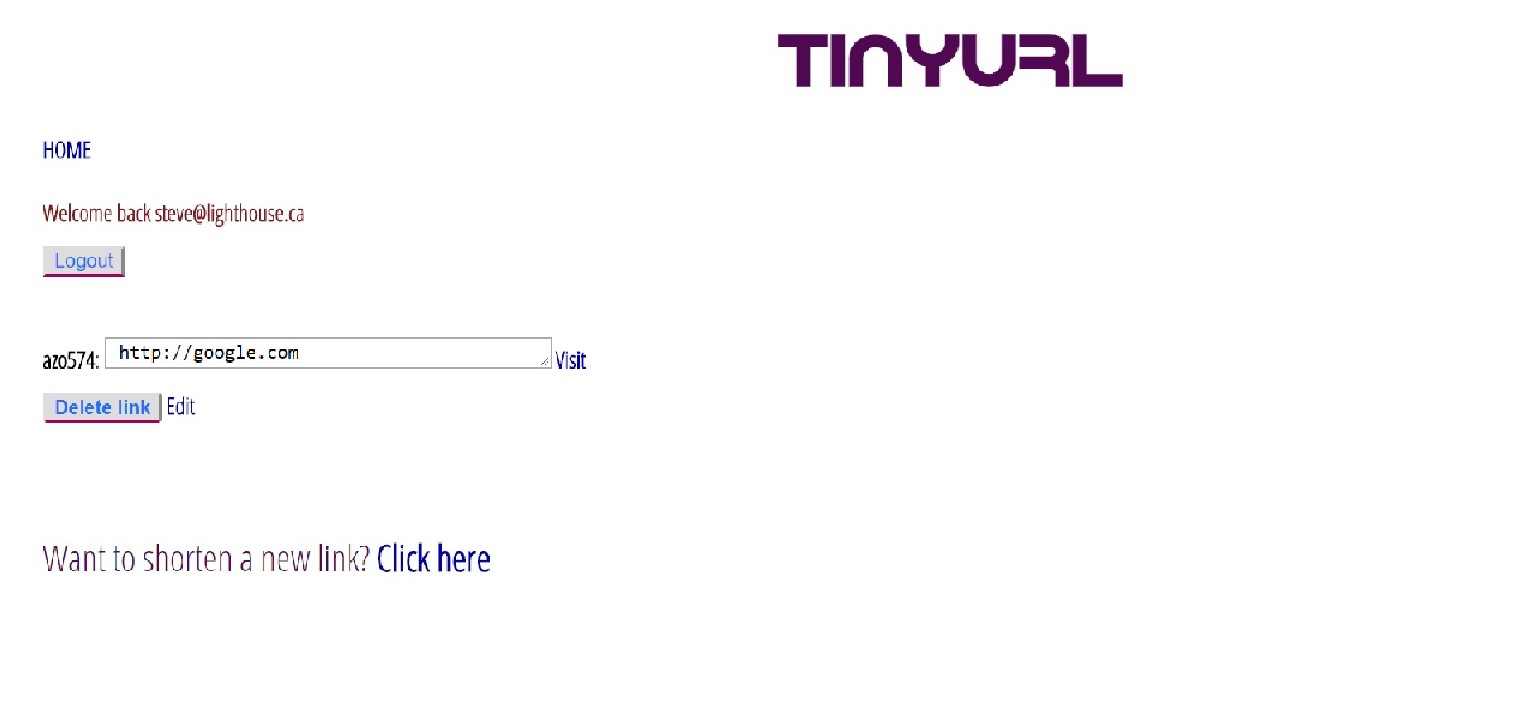 TINYURL
HOME
Welcome back steve@lighthouse.ca
Logout
azo574: http://google.com Visit
Delete link Edit
Want to shorten a new link? Click here